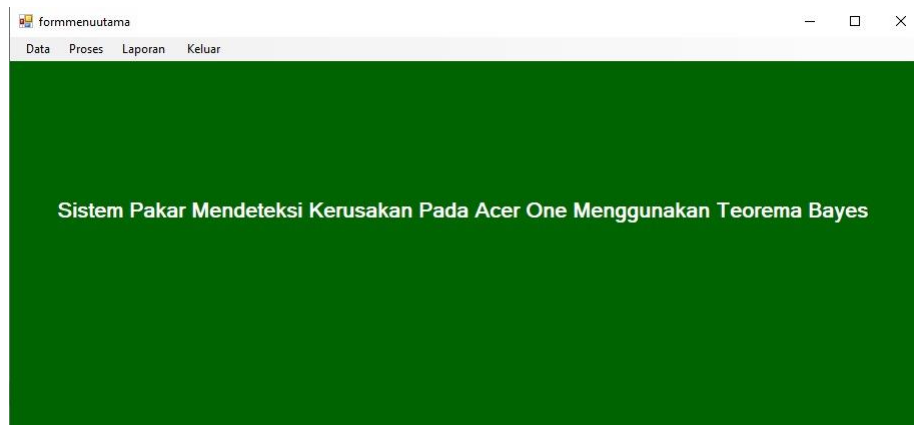 formmenuutama
Data Proses Laporan Keluar
Sistem Pakar Mendeteksi Kerusakan Pada Acer One Menggunakan Teorema Bayes